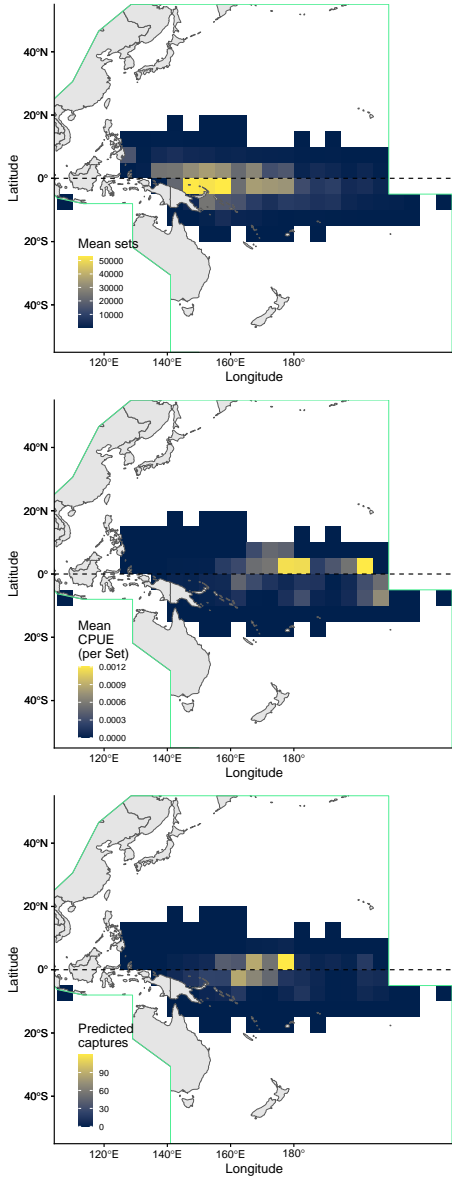 40°N
20°N
0°
20°S
40°S
Latitude
Mean sets
50000
40000
30000
20000
10000
120°E 140°E 160°E 180°
Longitude
40°N
20°N
0°
20°S
40°S
Latitude
Mean
CPUE
(per Set)
0.0012
0.0009
0.0006
0.0003
0.0000
120°E 140°E 160°E 180°
Longitude
40°N
20°N
0°
20°S
40°S
Latitude
Predicted
captures
90
60
30
0
120°E 140°E 160°E 180°
Longitude